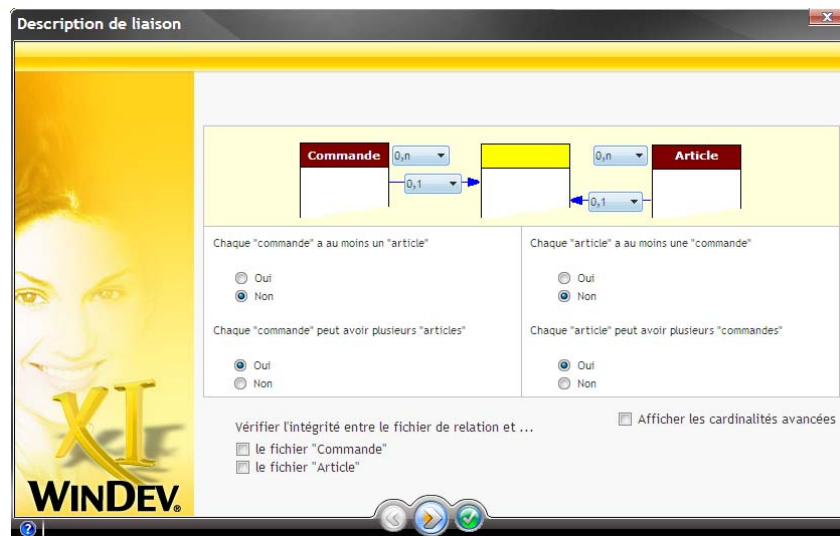 Description de liaison
Commande 0,n 0,n Article
0,1 0,1
Chaque "commande" a au moins un "article"
Oui
Non
Chaque "article" a au moins une "commande"
Oui
Non
Chaque "commande" peut avoir plusieurs "articles"
Oui
Non
Chaque "article" peut avoir plusieurs "commandes"
Oui
Non
Vérifier l'intégrité entre le fichier de relation et ...
le fichier "Commande"
le fichier "Article"
Afficher les cardinalités avancées
XI
WINDEV®